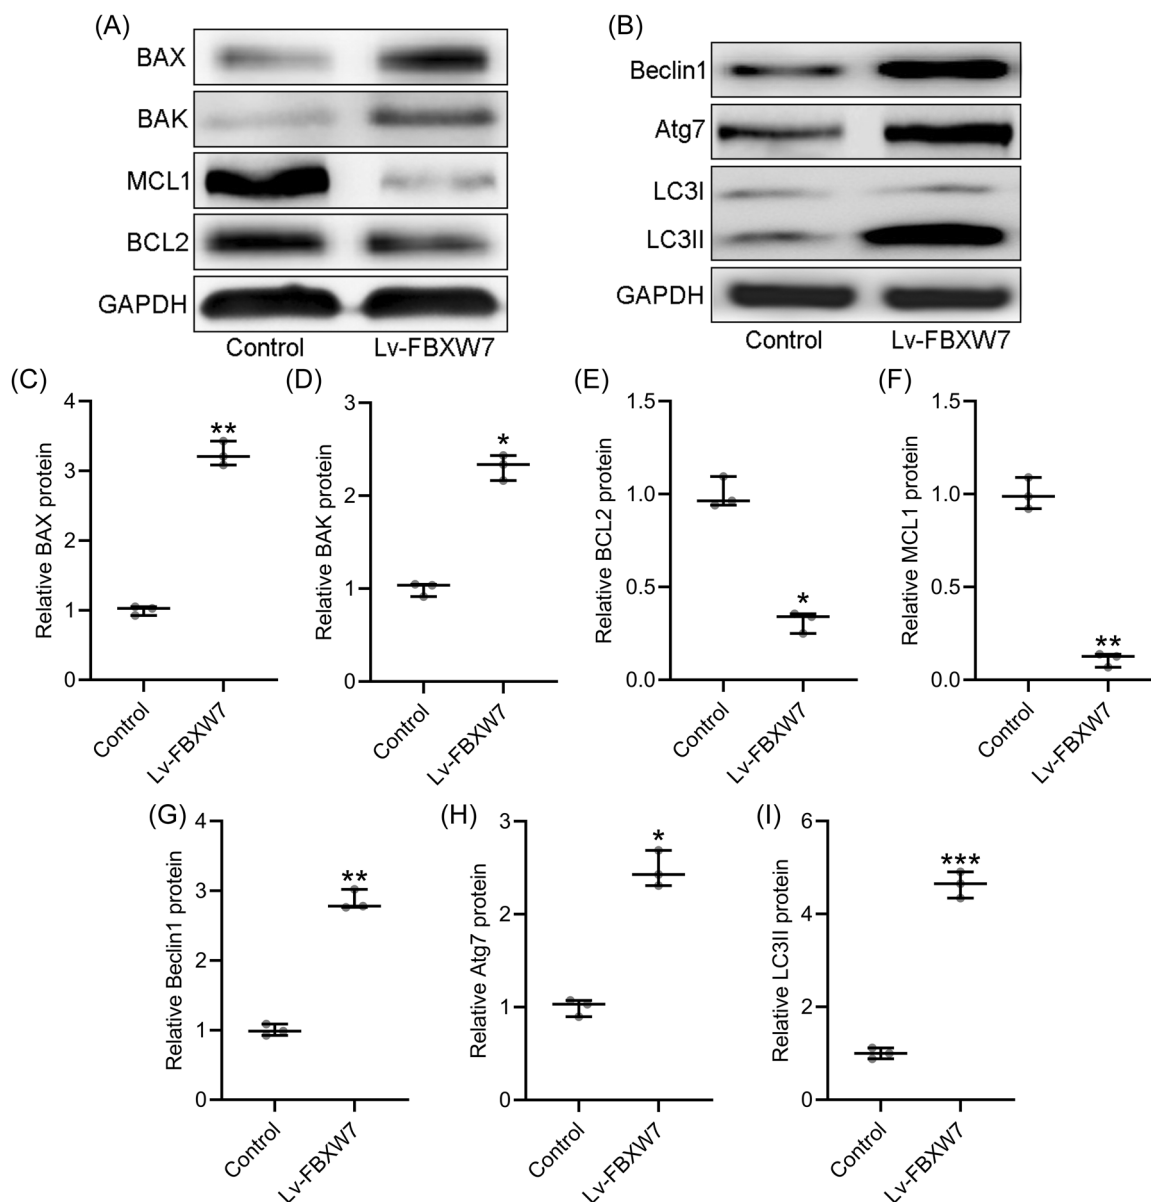 (A)
(B)
BAX
BAK
MCL1
BCL2
GAPDH
Control Lv-FBXW7
Beclin1
Atg7
LC3I
LC3II
GAPDH
Control Lv-FBXW7
(C)
**
Relative BAX protein
4
3
2
1
0
Control
Lv-FBXW7
(D)
*
Relative BAK protein
3
2
1
0
Control
Lv-FBXW7
(E)
*
Relative BCL2 protein
1.5
1.0
0.5
0.0
Control
Lv-FBXW7
(F)
**
Relative MCL1 protein
1.5
1.0
0.5
0.0
Control
Lv-FBXW7
(G)
**
Relative Beclin1 protein
4
3
2
1
0
Control
Lv-FBXW7
(H)
*
Relative Atg7 protein
3
2
1
0
Control
Lv-FBXW7
(I)
***
Relative LC3II protein
6
4
2
0
Control
Lv-FBXW7